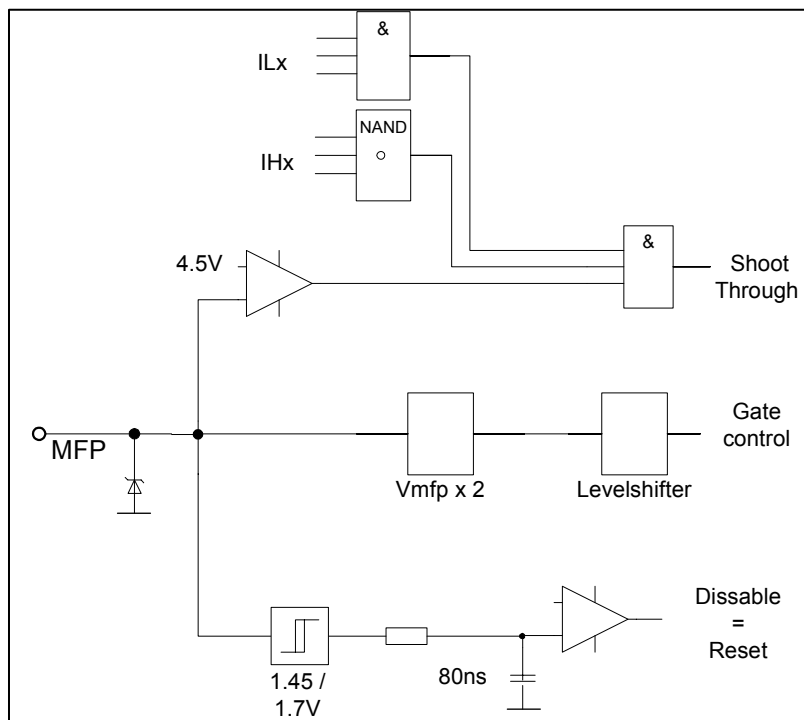 &
ILx
NAND
IHx
&
4.5V
Shoot
Through
MFP
Gate
control
Vmfp x 2
Levelshifter
Dissable
=
Reset
80ns
1.45 /
1.7V